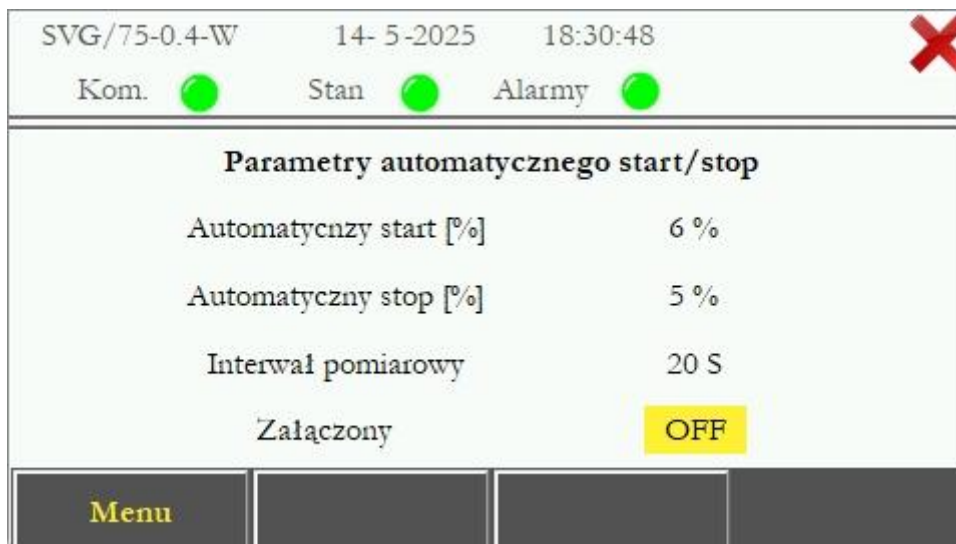 SVG/75-0.4-W 14- 5-2025 18:30:48
Kom. Stan Alarmy
Parametry automatycznego start/stop
Automatycnzy start [%] 6 %
Automatyczny stop [%] 5 %
Interwał pomiarowy 20 S
Załączony OFF
Menu